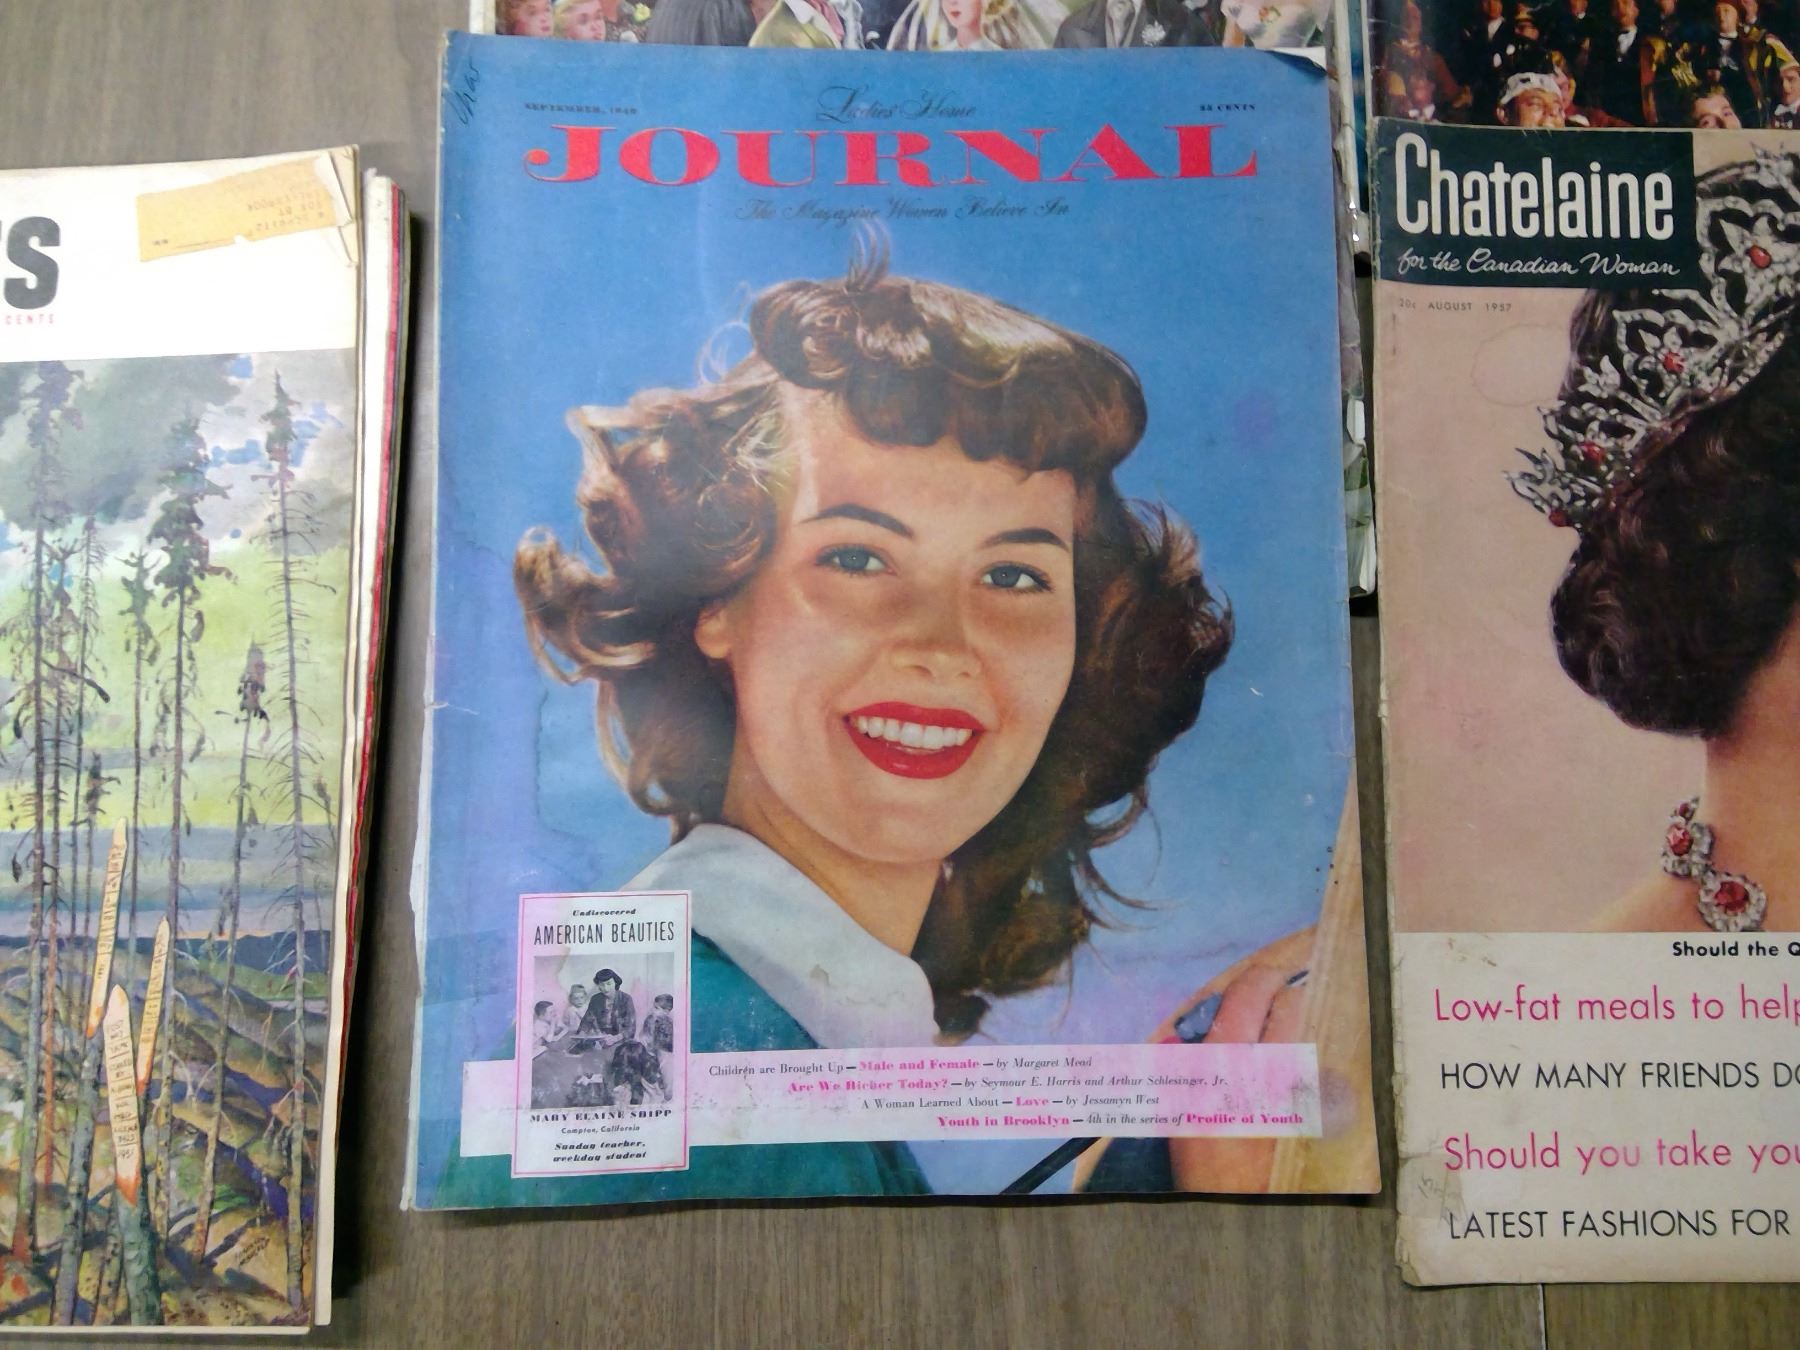 SEPTEMBER, 1949
Ladies' Home
35 CENTS
JOURNAL
The Magazine Women Believe In
Undiscovered
AMERICAN BEAUTIES
MARY ELAINE SHIPP
Compton, California
Sunday teacher,
weekday student
Children are Brought Up — Male and Female — by Margaret Mead
Are We Richer Today? — by Seymour E. Harris and Arthur Schlesinger, Jr.
A Woman Learned About — Love — by Jessamyn West
Youth in Brooklyn — 4th in the series of Profile of Youth
S
CENTS
Chatelaine
for the Canadian Woman
20¢ AUGUST 1957
Should the Q
Low-fat meals to help
HOW MANY FRIENDS DO
Should you take you
LATEST FASHIONS FOR